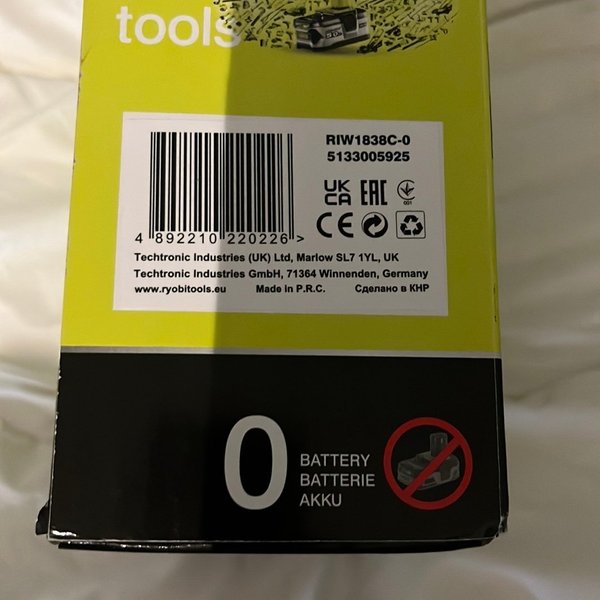 tools
RIW1838C-0
5133005925
UK
CA
EAC
001
CE
4 892210 220226 >
Techtronic Industries (UK) Ltd, Marlow SL7 1YL, UK
Techtronic Industries GmbH, 71364 Winnenden, Germany
www.ryobitools.eu Made in P.R.C. Сделано в КНР
0
BATTERY
BATTERIE
AKKU